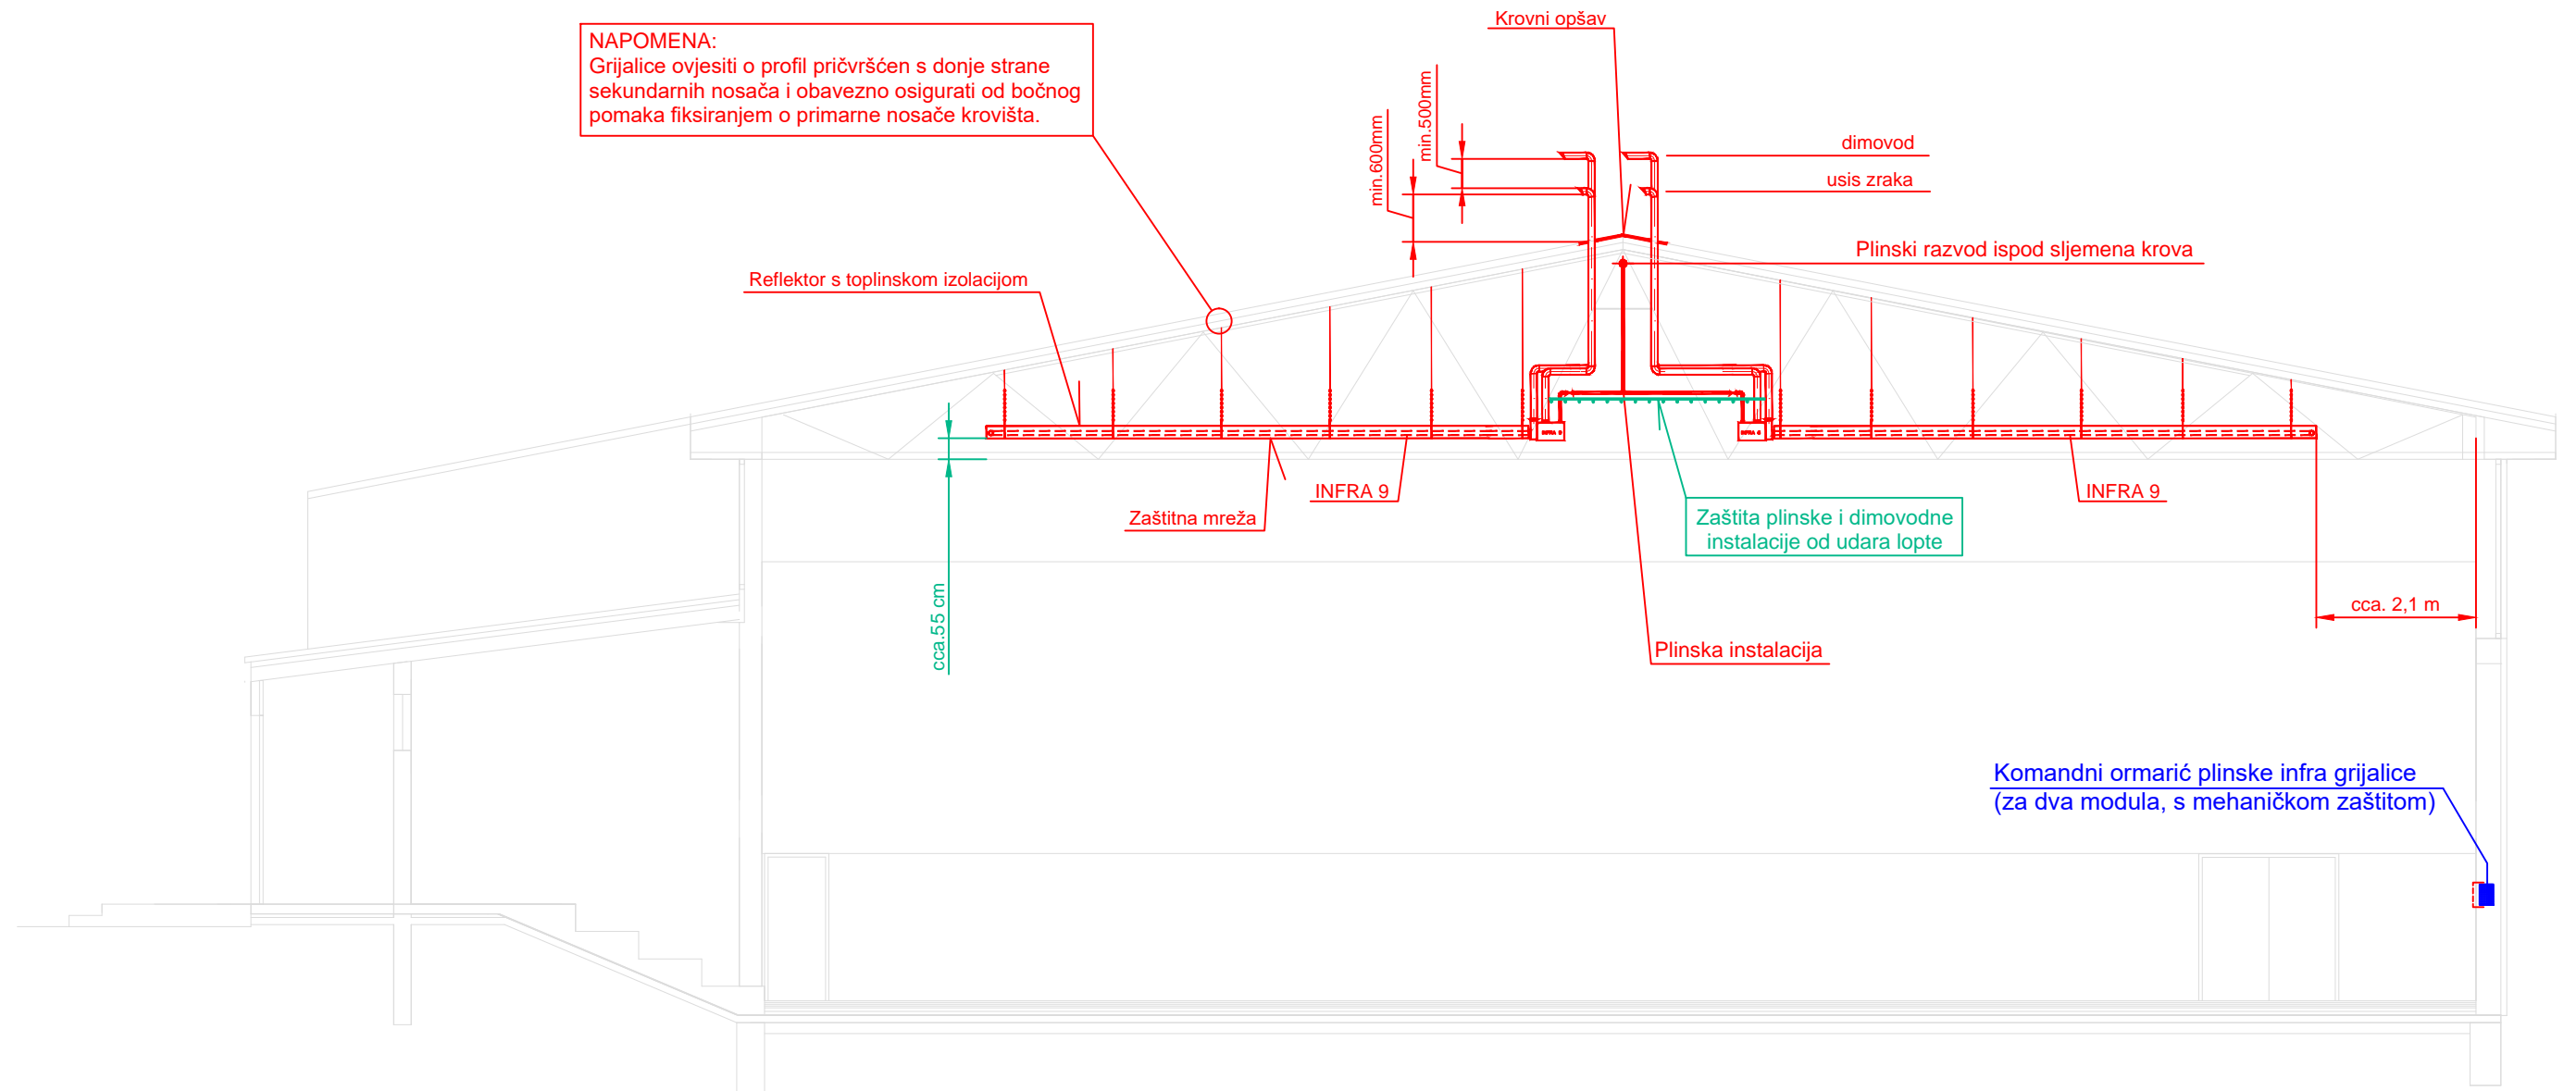 Krovni opšav
NAPOMENA:
Grijalice ovjesiti o profil pričvršćen s donje strane
sekundarnih nosača i obavezno osigurati od bočnog
pomaka fiksiranjem o primarne nosače krovišta.
min.500mm
min.600mm
dimovod
usis zraka
Plinski razvod ispod sljemena krova
Reflektor s toplinskom izolacijom
INFRA 9
INFRA 9
Zaštitna mreža
Zaštita plinske i dimovodne
instalacije od udara lopte
cca.55 cm
cca. 2,1 m
Plinska instalacija
Komandni ormarić plinske infra grijalice
(za dva modula, s mehaničkom zaštitom)